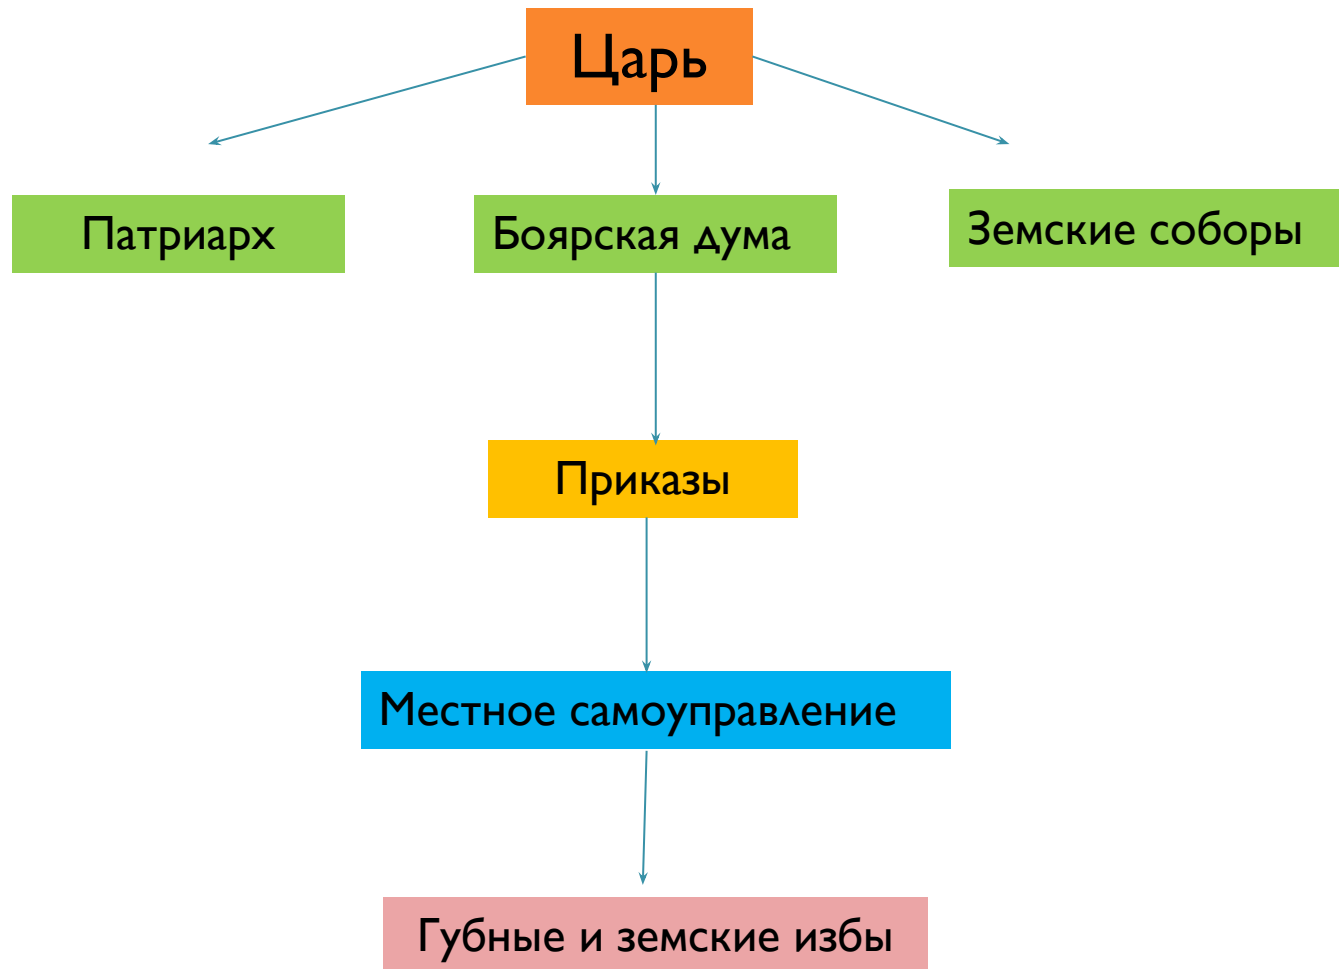 Царь
Патриарх
Боярская дума
Земские соборы
Приказы
Местное самоуправление
Губные и земские избы